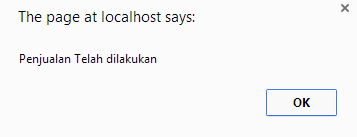 The page at localhost says:
Penjualan Telah dilakukan
OK